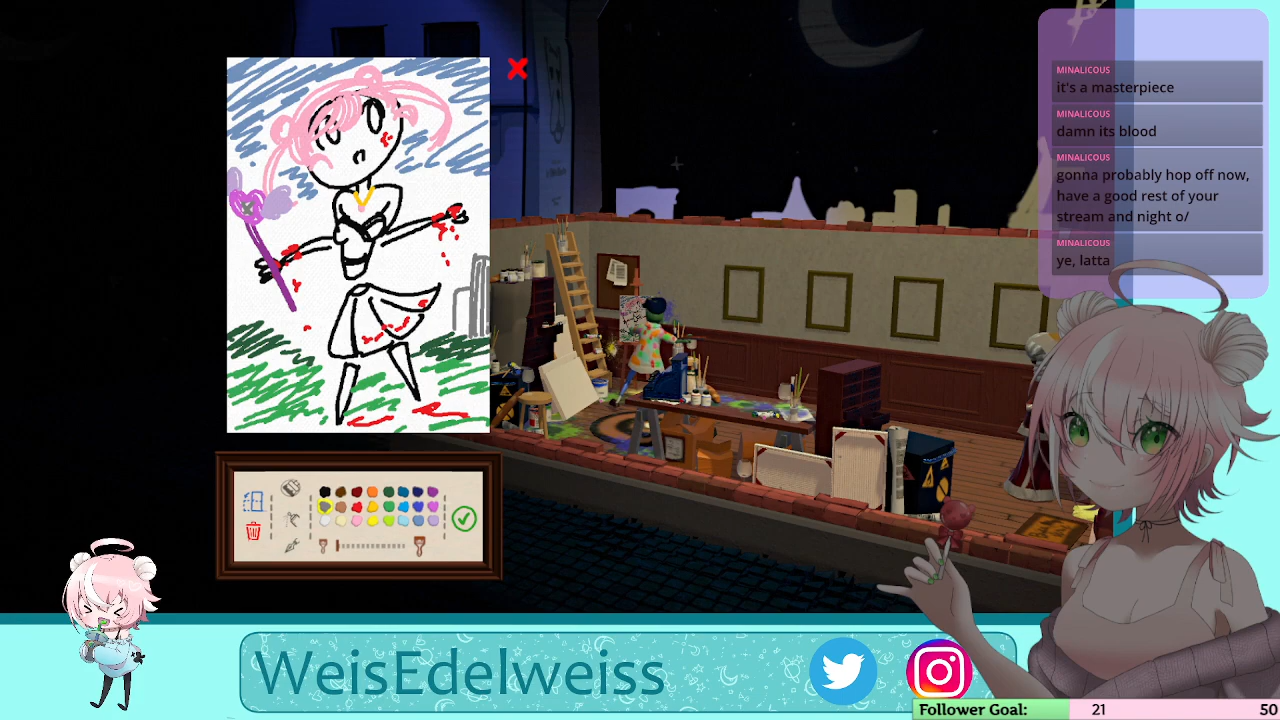 MINALICOUS
it's a masterpiece
MINALICOUS
damn its blood
MINALICOUS
gonna probably hop off now,
have a good rest of your
stream and night o/
MINALICOUS
ye, latta
WeisEdelweiss
Follower Goal: 21 50